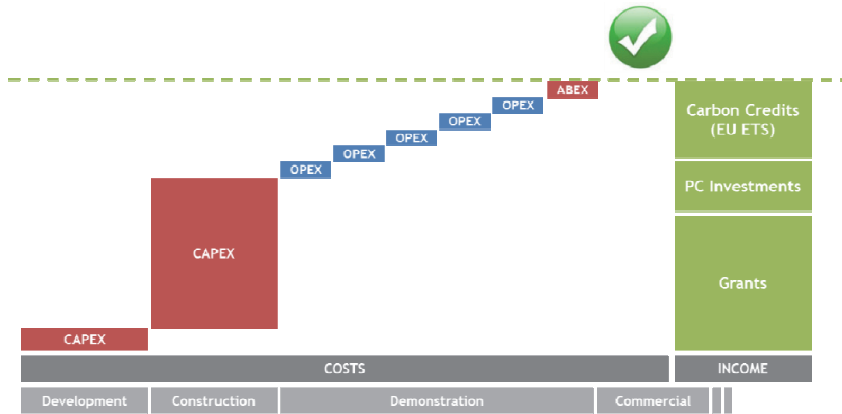 ABEX
OPEX
OPEX
OPEX
OPEX
OPEX
CAPEX
CAPEX
Carbon Credits
(EU ETS)
PC Investments
Grants
COSTS
INCOME
Development
Construction
Demonstration
Commercial